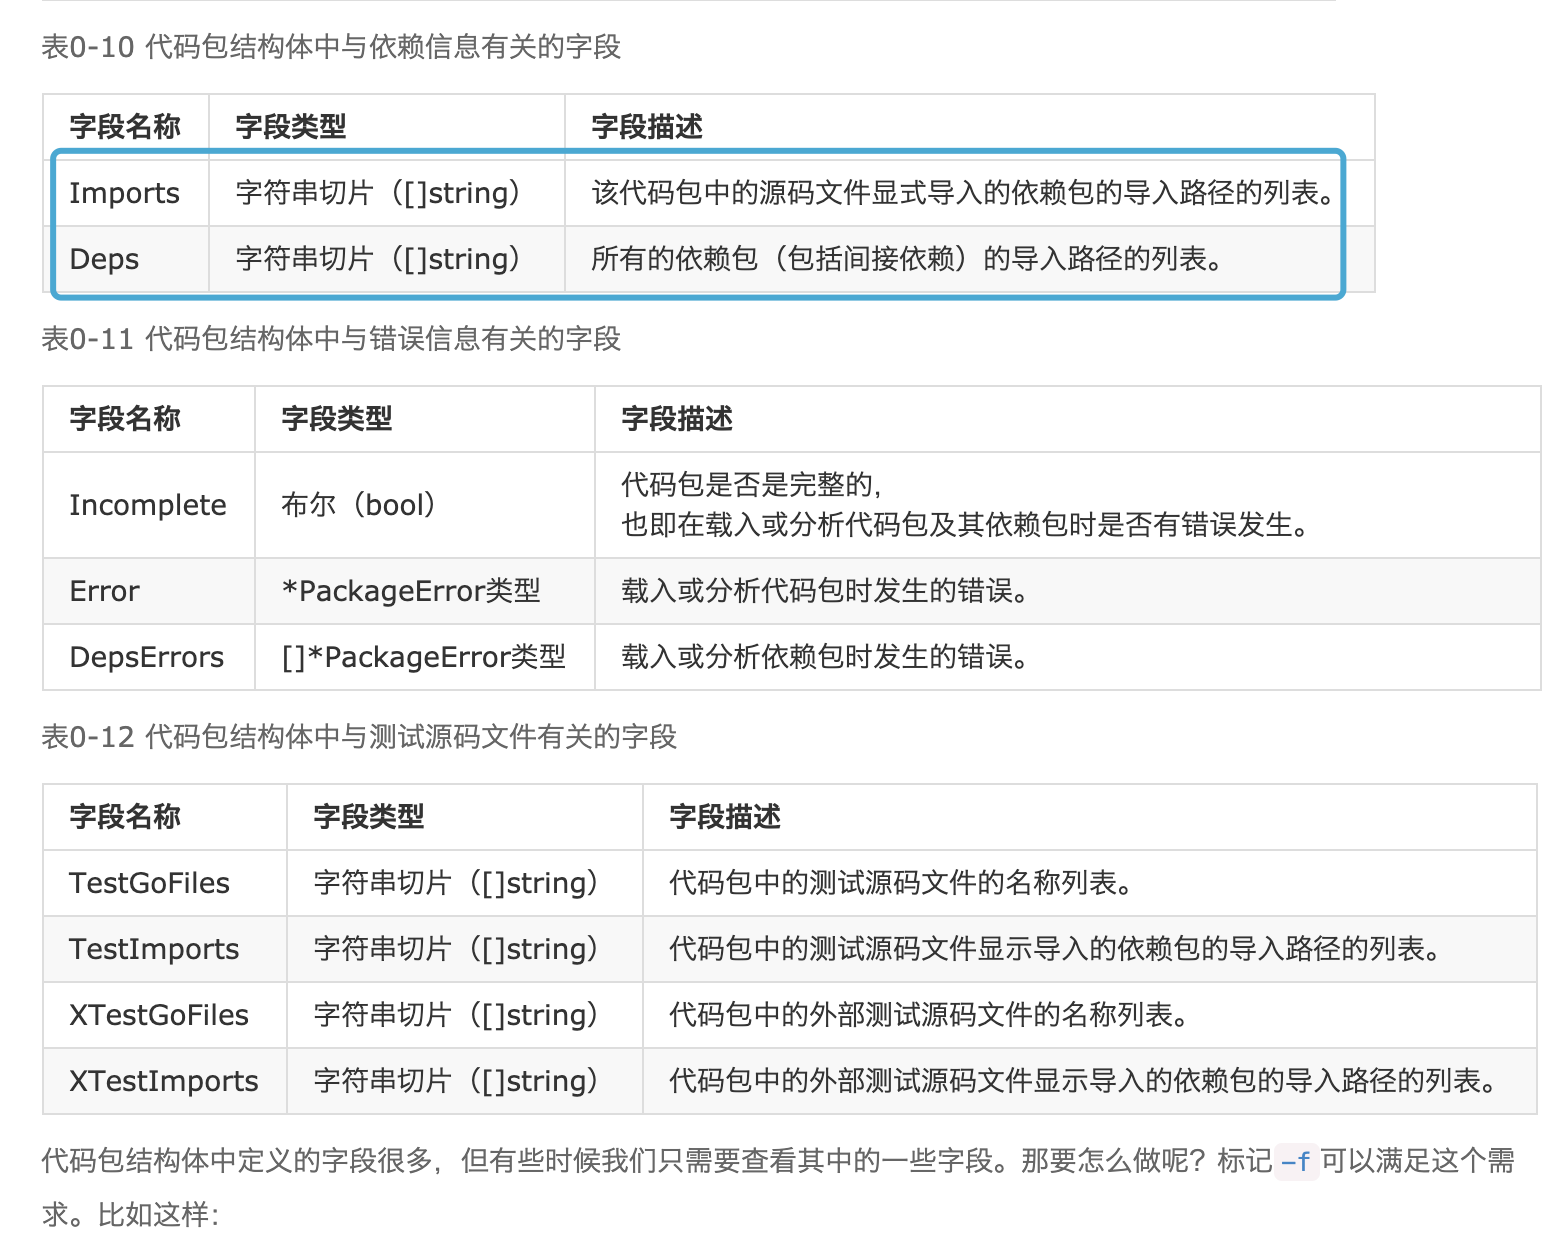 表0-10 代码包结构体中与依赖信息有关的字段
字段名称 字段类型 字段描述
Imports 字符串切片（[]string） 该代码包中的源码文件显式导入的依赖包的导入路径的列表。
Deps 字符串切片（[]string） 所有的依赖包（包括间接依赖）的导入路径的列表。
表0-11 代码包结构体中与错误信息有关的字段
字段名称 字段类型 字段描述
Incomplete 布尔（bool） 代码包是否是完整的，
也即在载入或分析代码包及其依赖包时是否有错误发生。
Error *PackageError类型 载入或分析代码包时发生的错误。
DepsErrors []*PackageError类型 载入或分析依赖包时发生的错误。
表0-12 代码包结构体中与测试源码文件有关的字段
字段名称 字段类型 字段描述
TestGoFiles 字符串切片（[]string） 代码包中的测试源码文件的名称列表。
TestImports 字符串切片（[]string） 代码包中的测试源码文件显示导入的依赖包的导入路径的列表。
XTestGoFiles 字符串切片（[]string） 代码包中的外部测试源码文件的名称列表。
XTestImports 字符串切片（[]string） 代码包中的外部测试源码文件显示导入的依赖包的导入路径的列表。
代码包结构体中定义的字段很多，但有些时候我们只需要查看其中的一些字段。那要怎么做呢？标记-f可以满足这个需
求。比如这样：